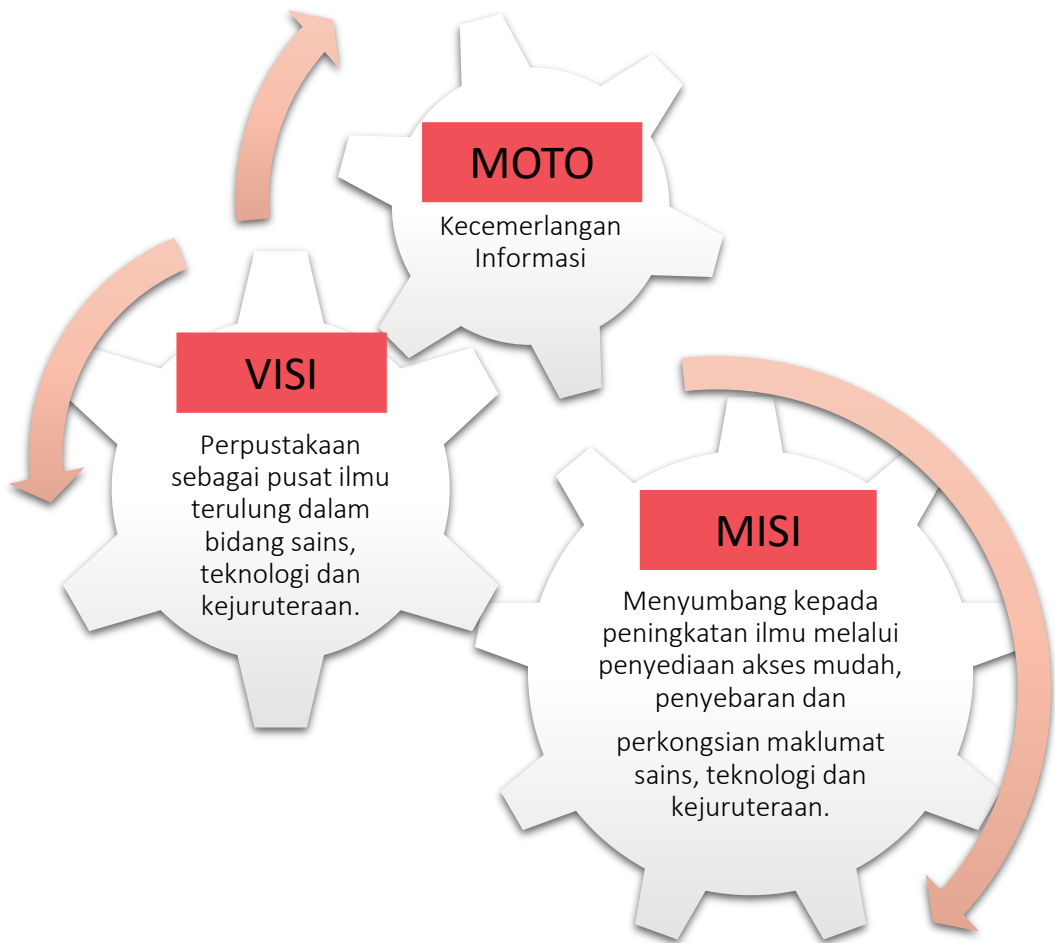 MOTO
Kecemerlangan
Informasi
VISI
Perpustakaan
sebagai pusat ilmu
terulung dalam
bidang sains,
teknologi dan
kejuruteraan.
MISI
Menyumbang kepada
peningkatan ilmu melalui
penyediaan akses mudah,
penyebaran dan
perkongsian maklumat
sains, teknologi dan
kejuruteraan.